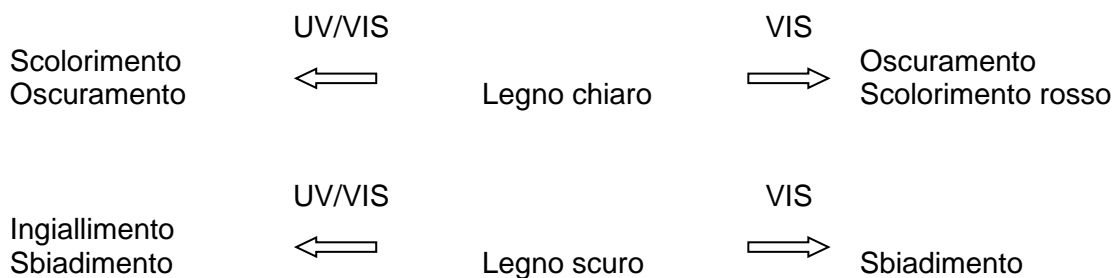 UV/VIS VIS
Scolorimento Oscuramento
Oscuramento Legno chiaro Scolorimento rosso
UV/VIS VIS
Ingiallimento
Sbiadimento Legno scuro Sbiadimento